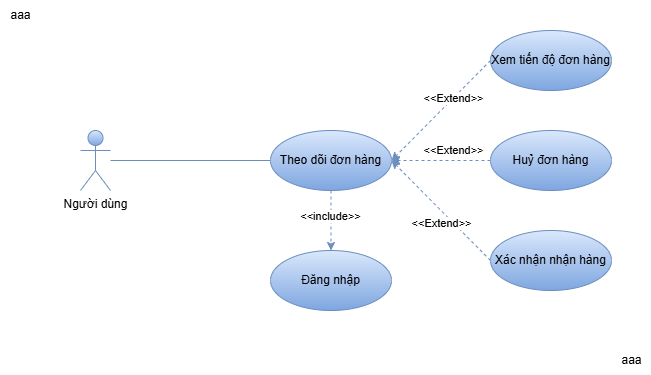 aaa
Xem tiến độ đơn hàng
<<Extend>>
Theo dõi đơn hàng
<<Extend>>
Huỷ đơn hàng
Người dùng
<<include>>
<<Extend>>
Xác nhận nhận hàng
Đăng nhập
aaa